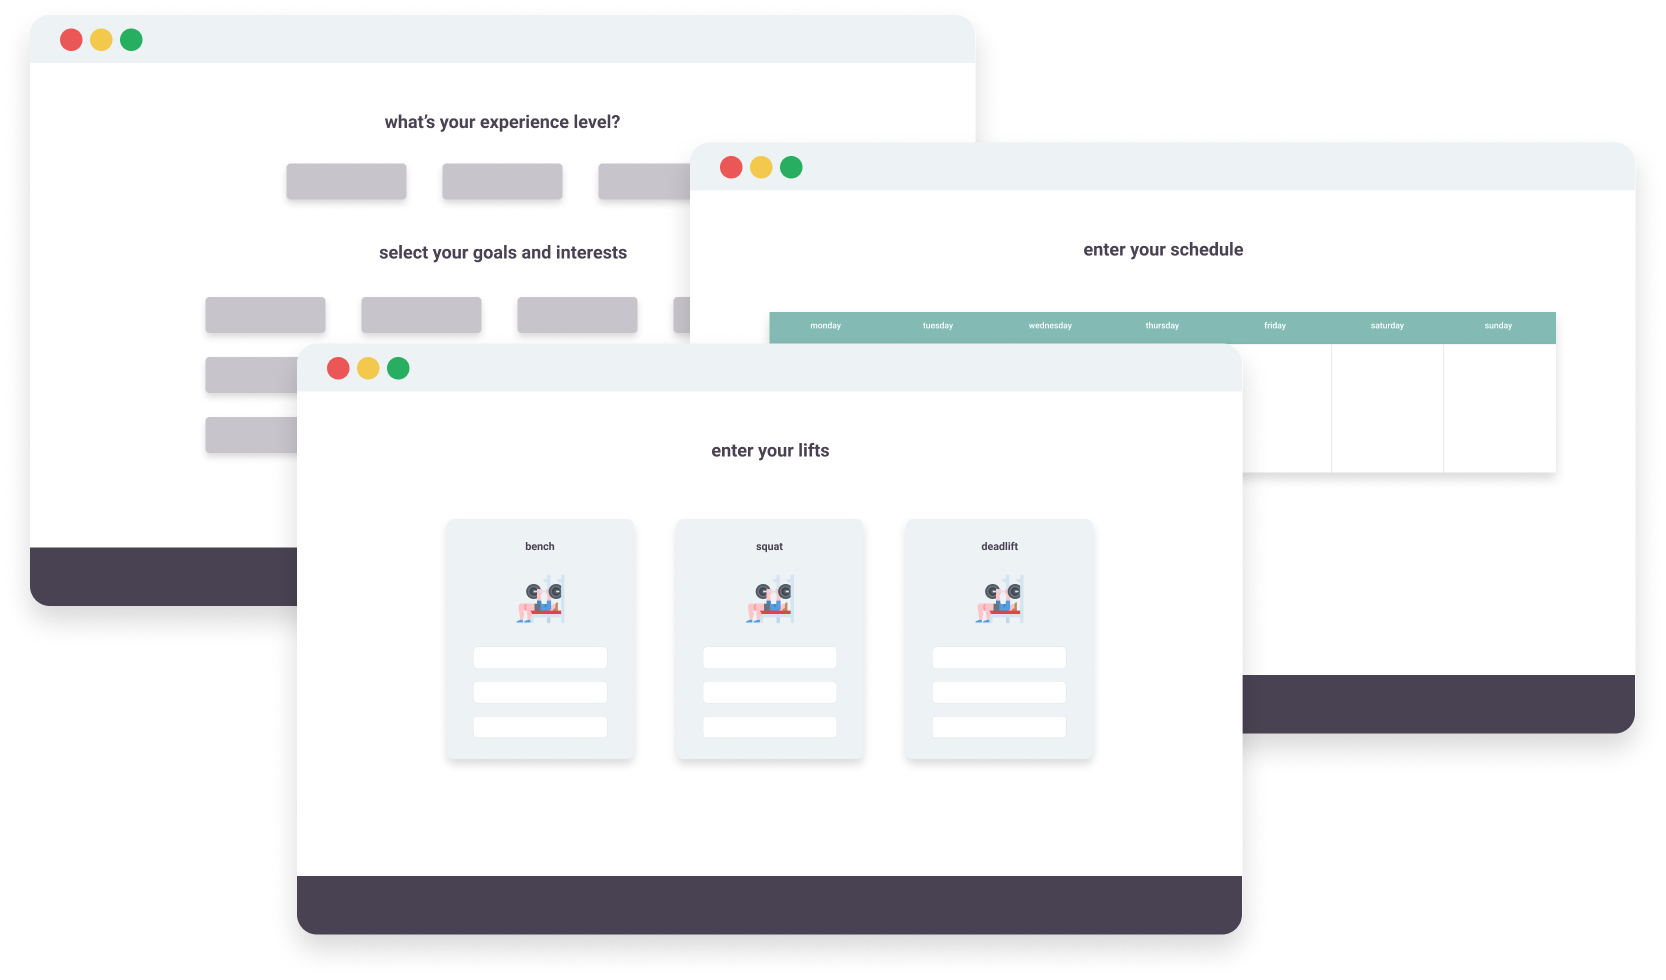 what's your experience level?
select your goals and interests
enter your schedule
monday tuesday wednesday thursday friday saturday sunday
enter your lifts
bench squat deadlift